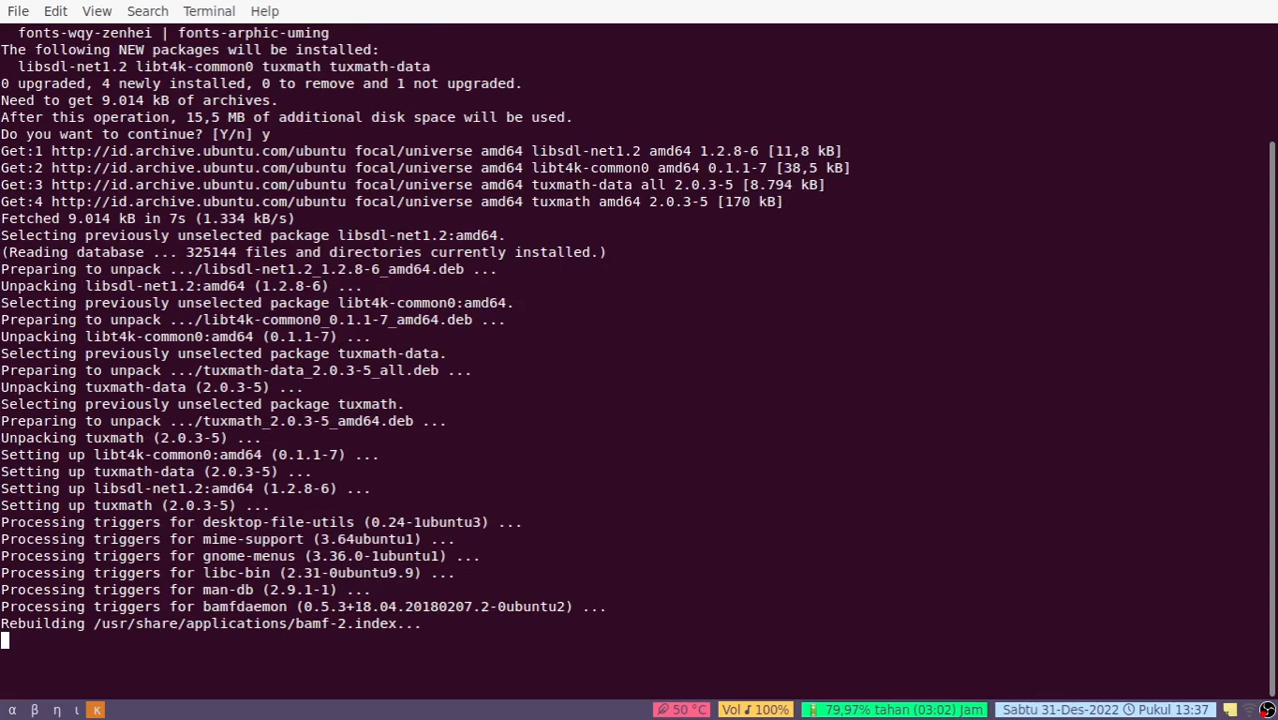 File Edit View Search Terminal Help
fonts-wqy-zenhei | fonts-arphic-uming
The following NEW packages will be installed:
libsdl-net1.2 libt4k-common0 tuxmath tuxmath-data
0 upgraded, 4 newly installed, 0 to remove and 1 not upgraded.
Need to get 9.014 kB of archives.
After this operation, 15,5 MB of additional disk space will be used.
Do you want to continue? [Y/n] y
Get:1 http://id.archive.ubuntu.com/ubuntu focal/universe amd64 libsdl-net1.2 amd64 1.2.8-6 [11,8 kB]
Get:2 http://id.archive.ubuntu.com/ubuntu focal/universe amd64 libt4k-common0 amd64 0.1.1-7 [38,5 kB]
Get:3 http://id.archive.ubuntu.com/ubuntu focal/universe amd64 tuxmath-data all 2.0.3-5 [8.794 kB]
Get:4 http://id.archive.ubuntu.com/ubuntu focal/universe amd64 tuxmath amd64 2.0.3-5 [170 kB]
Fetched 9.014 kB in 7s (1.334 kB/s)
Selecting previously unselected package libsdl-net1.2:amd64.
(Reading database ... 325144 files and directories currently installed.)
Preparing to unpack .../libsdl-net1.2_1.2.8-6_amd64.deb ...
Unpacking libsdl-net1.2:amd64 (1.2.8-6) ...
Selecting previously unselected package libt4k-common0:amd64.
Preparing to unpack .../libt4k-common0_0.1.1-7_amd64.deb ...
Unpacking libt4k-common0:amd64 (0.1.1-7) ...
Selecting previously unselected package tuxmath-data.
Preparing to unpack .../tuxmath-data_2.0.3-5_all.deb ...
Unpacking tuxmath-data (2.0.3-5) ...
Selecting previously unselected package tuxmath.
Preparing to unpack .../tuxmath_2.0.3-5_amd64.deb ...
Unpacking tuxmath (2.0.3-5) ...
Setting up libt4k-common0:amd64 (0.1.1-7) ...
Setting up tuxmath-data (2.0.3-5) ...
Setting up libsdl-net1.2:amd64 (1.2.8-6) ...
Setting up tuxmath (2.0.3-5) ...
Processing triggers for desktop-file-utils (0.24-1ubuntu3) ...
Processing triggers for mime-support (3.64ubuntu1) ...
Processing triggers for gnome-menus (3.36.0-1ubuntu1) ...
Processing triggers for libc-bin (2.31-0ubuntu9.9) ...
Processing triggers for man-db (2.9.1-1) ...
Processing triggers for bamfdaemon (0.5.3+18.04.20180207.2-0ubuntu2) ...
Rebuilding /usr/share/applications/bamf-2.index...
α β η ι κ 50 °C Vol 100% 79,97% tahan (03:02) Jam Sabtu 31-Des-2022 Pukul 13:37